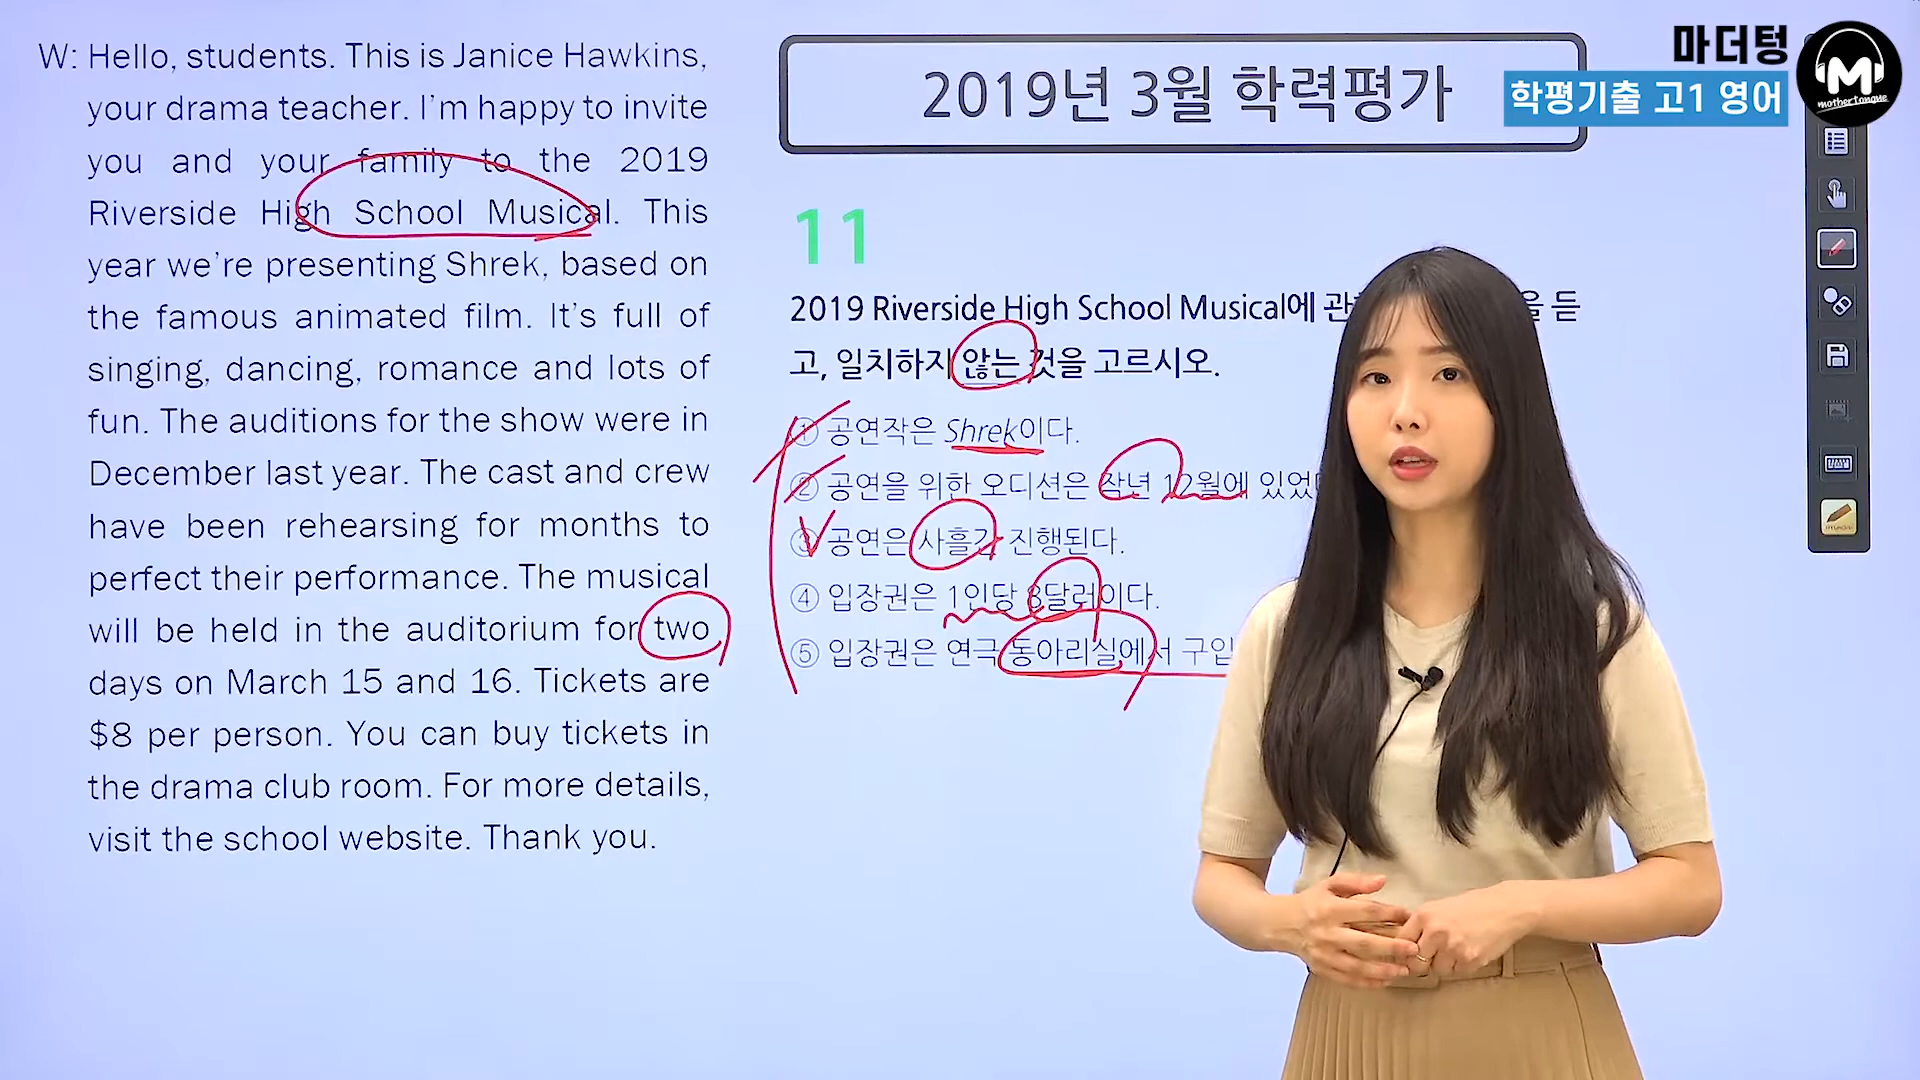 W: Hello, students. This is Janice Hawkins,
your drama teacher. I'm happy to invite
you and your family to the 2019
Riverside High School Musical. This
year we're presenting Shrek, based on
the famous animated film. It's full of
singing, dancing, romance and lots of
fun. The auditions for the show were in
December last year. The cast and crew
have been rehearsing for months to
perfect their performance. The musical
will be held in the auditorium for two
days on March 15 and 16. Tickets are
$8 per person. You can buy tickets in
the drama club room. For more details,
visit the school website. Thank you.
2019년 3월 학력평가
마더텅
학평기출 고1 영어
M
mothertongue
11
2019 Riverside High School Musical에 관 을 듣
고, 일치하지 않는 것을 고르시오.
① 공연작은 Shrek이다.
② 공연을 위한 오디션은 작년 12월에 있었
③ 공연은 사흘간 진행된다.
④ 입장권은 1인당 8달러이다.
⑤ 입장권은 연극 동아리실에서 구입